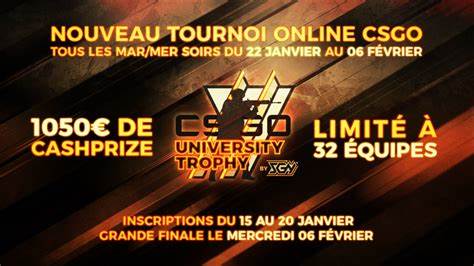 NOUVEAU TOURNOI ONLINE CSGO
TOUS LES MAR/MER SOIRS DU 22 JANVIER AU 06 FÉVRIER
1050€ DE
CASHPRIZE
CSGO
UNIVERSITY
TROPHY
BY SGN
LIMITÉ À
32 ÉQUIPES
INSCRIPTIONS DU 15 AU 20 JANVIER
GRANDE FINALE LE MERCREDI 06 FÉVRIER